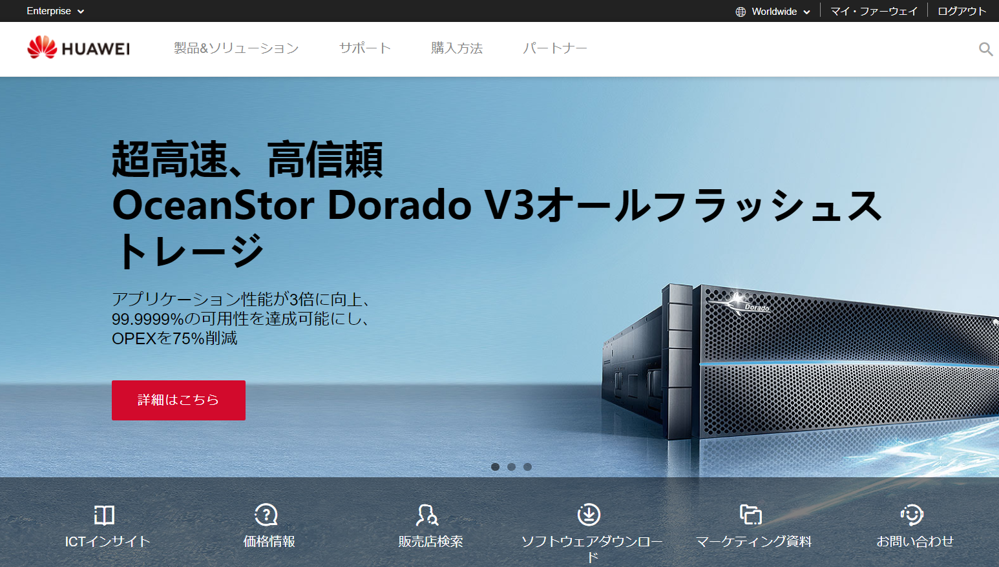 Enterprise
Worldwide
マイ・ファーウェイ
ログアウト
HUAWEI
製品&ソリューション
サポート
購入方法
パートナー
超高速、高信頼
OceanStor Dorado V3オールフラッシュス
トレージ
アプリケーション性能が3倍に向上、
99.9999%の可用性を達成可能にし、
OPEXを75%削減
Dorado
詳細はこちら
ICTインサイト
価格情報
販売店検索
ソフトウェアダウンロー
ド
マーケティング資料
お問い合わせ